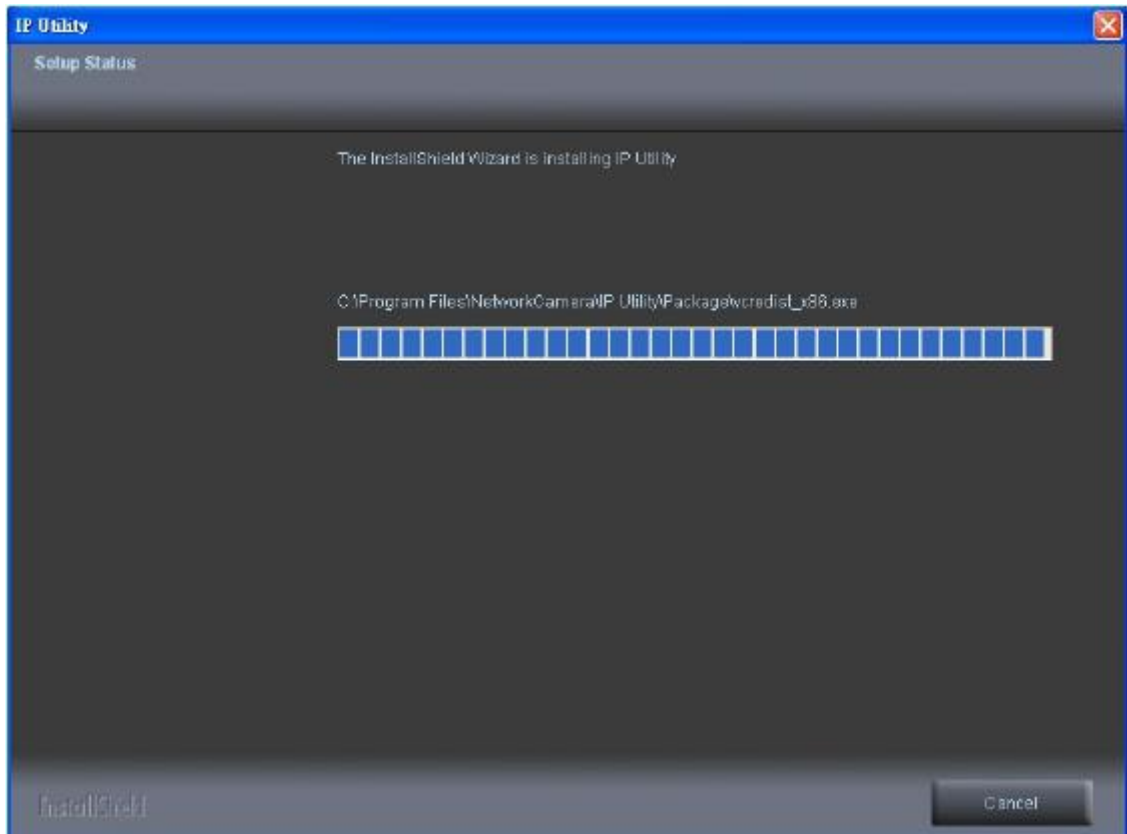 IP Utility
Setup Status
The InstallShield Wizard is installing IP Utility
C:\Program Files\NetworkCamera\IP Utility\Package\vcredist_x86.exe
InstallShield
Cancel